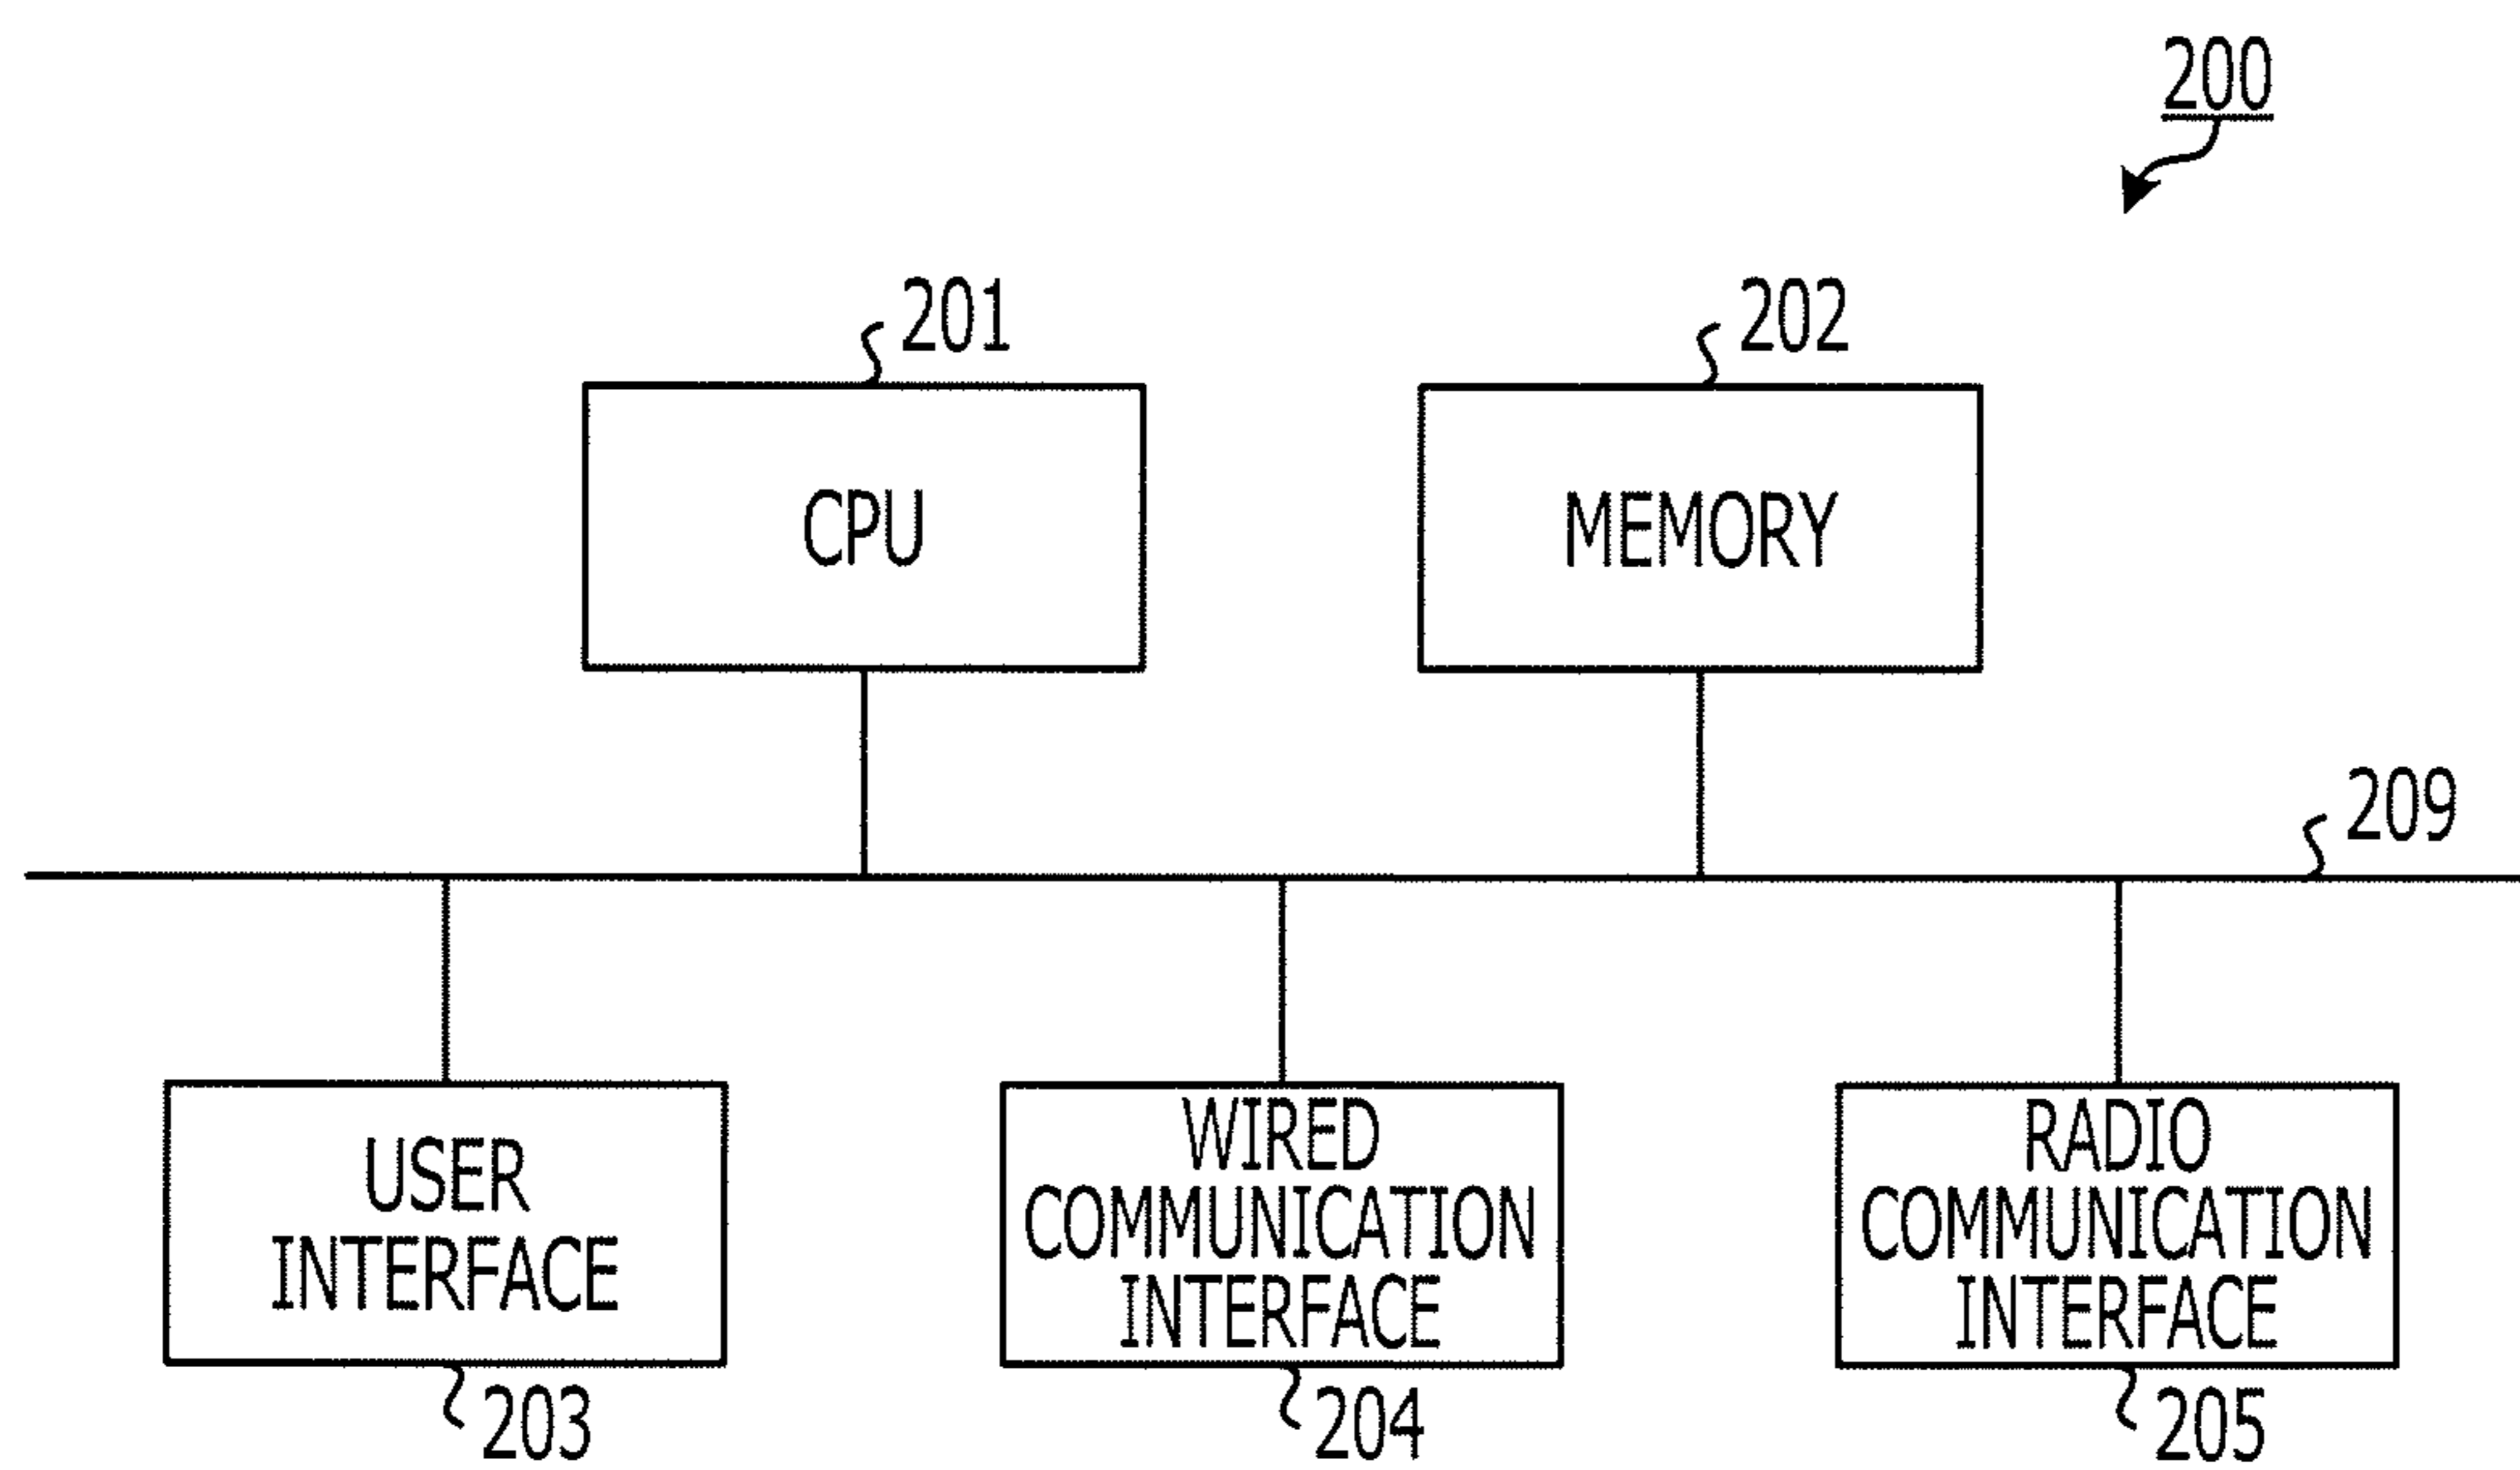 200
201
202
CPU
MEMORY
209
USER
INTERFACE
WIRED
COMMUNICATION
INTERFACE
RADIO
COMMUNICATION
INTERFACE
203
204
205